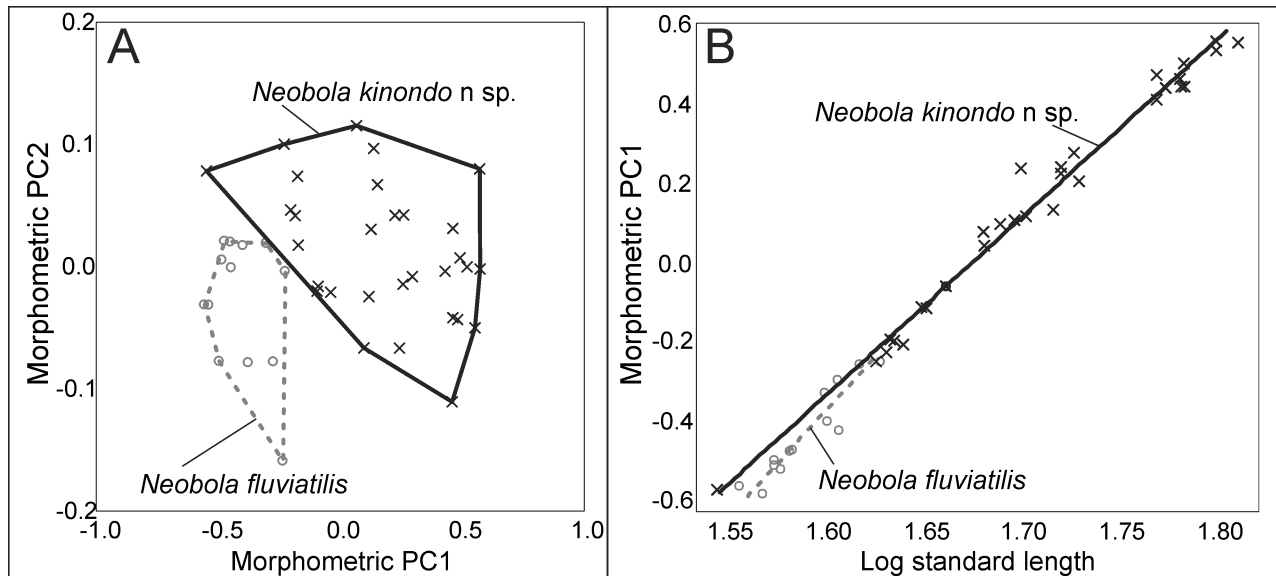 A
0.2
0.1
0.0
-0.1
-0.2
Morphometric PC2
Neobola kinondo n sp.
Neobola fluviatilis
-1.0 -0.5 0.0 0.5 1.0
Morphometric PC1
B
0.6
0.4
0.2
0.0
-0.2
-0.4
-0.6
Morphometric PC1
Neobola kinondo n sp.
Neobola fluviatilis
1.55 1.60 1.65 1.70 1.75 1.80
Log standard length